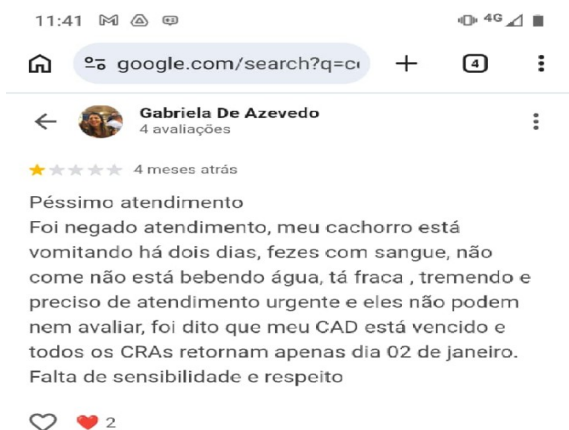 11:41
4G
google.com/search?q=c
4
Gabriela De Azevedo
4 avaliações
4 meses atrás
Péssimo atendimento
Foi negado atendimento, meu cachorro está
vomitando há dois dias, fezes com sangue, não
come não está bebendo água, tá fraca , tremendo e
preciso de atendimento urgente e eles não podem
nem avaliar, foi dito que meu CAD está vencido e
todos os CRAs retornam apenas dia 02 de janeiro.
Falta de sensibilidade e respeito
2